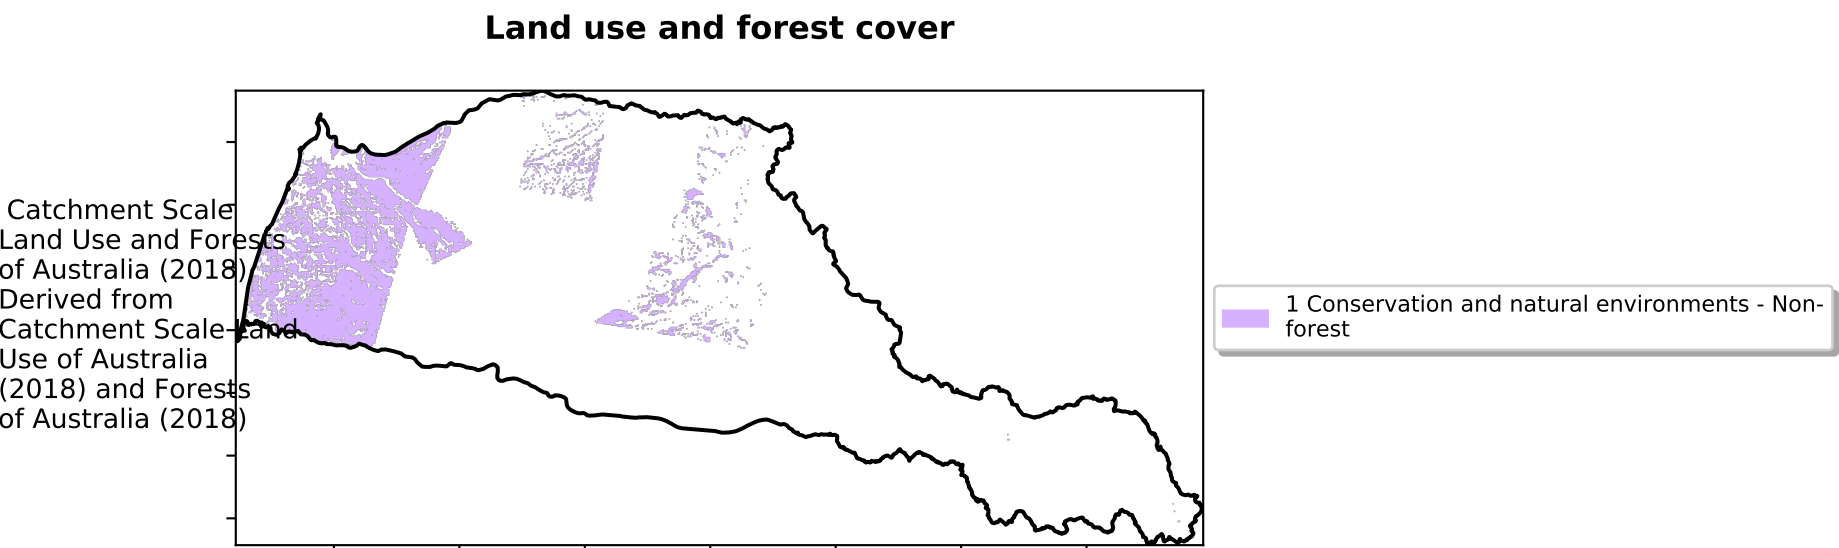 Land use and forest cover
Catchment Scale
Land Use and Forests
of Australia (2018)
Derived from
Catchment Scale Land
Use of Australia
(2018) and Forests
of Australia (2018)
1 Conservation and natural environments - Non-
forest